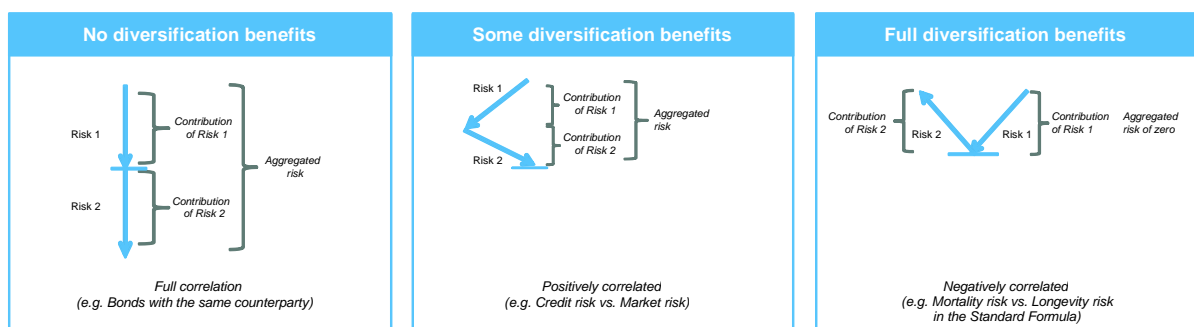 No diversification benefits
Risk 1
Contribution
of Risk 1
Aggregated
risk
Risk 2
Contribution
of Risk 2
Full correlation
(e.g. Bonds with the same counterparty)
Some diversification benefits
Risk 1
Contribution
of Risk 1
Aggregated
risk
Contribution
of Risk 2
Risk 2
Positively correlated
(e.g. Credit risk vs. Market risk)
Full diversification benefits
Contribution
of Risk 2
Risk 2
Risk 1
Contribution
of Risk 1
Aggregated
risk of zero
Negatively correlated
(e.g. Mortality risk vs. Longevity risk
in the Standard Formula)